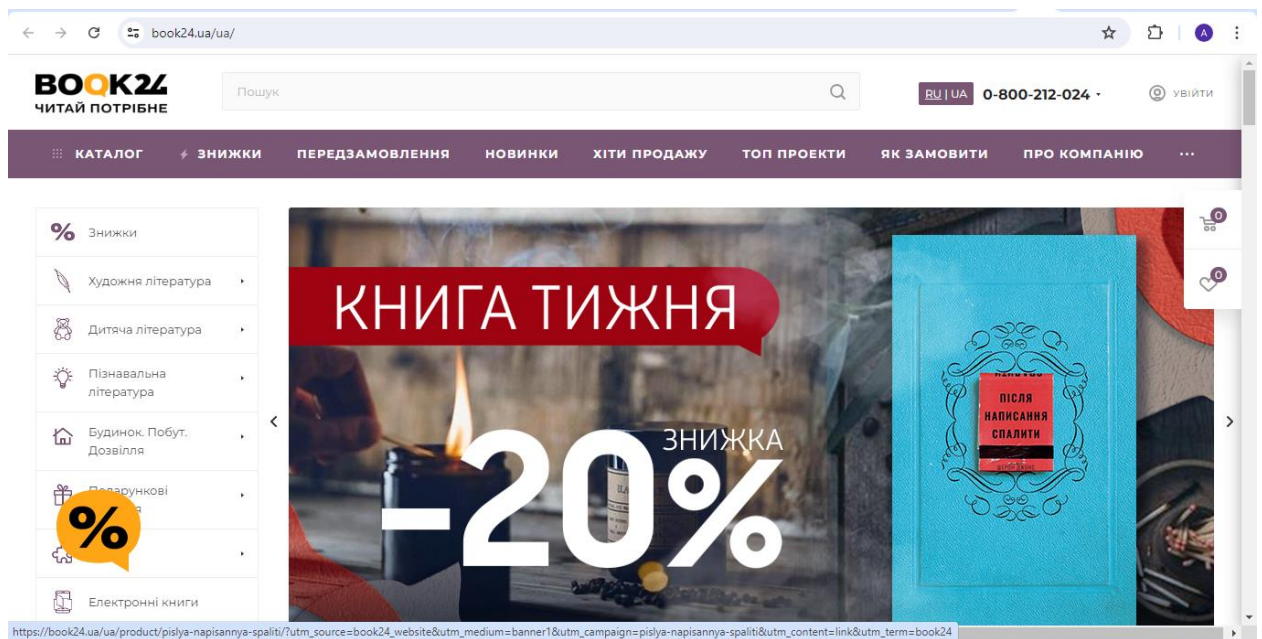 book24.ua/ua/
A
BOOK24
ЧИТАЙ ПОТРІБНЕ
Пошук
RU | UA
0-800-212-024
УВІЙТИ
КАТАЛОГ
ЗНИЖКИ
ПЕРЕДЗАМОВЛЕННЯ
НОВИНКИ
ХІТИ ПРОДАЖУ
ТОП ПРОЕКТИ
ЯК ЗАМОВИТИ
ПРО КОМПАНІЮ
...
0
0
% Знижки
Художня література
Дитяча література
Пізнавальна
література
Будинок. Побут.
Дозвілля
Подарункові
%
Електронні книги
КНИГА ТИЖНЯ
ЗНИЖКА
-20%
ПІСЛЯ
НАПИСАННЯ
СПАЛИТИ
https://book24.ua/ua/product/pislya-napisannya-spaliti/?utm_source=book24_website&utm_medium=banner1&utm_campaign=pislya-napisannya-spaliti&utm_content=link&utm_term=book24